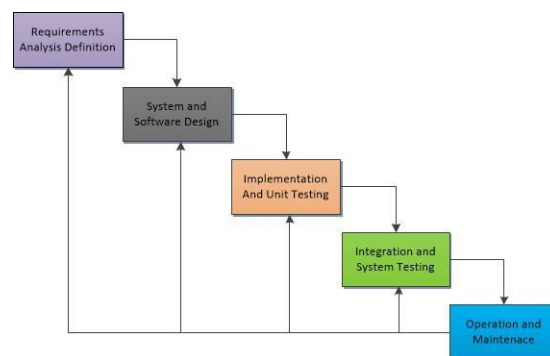 Requirements
Analysis Definition
System and
Software Design
Implementation
And Unit Testing
Integration and
System Testing
Operation and
Maintenace